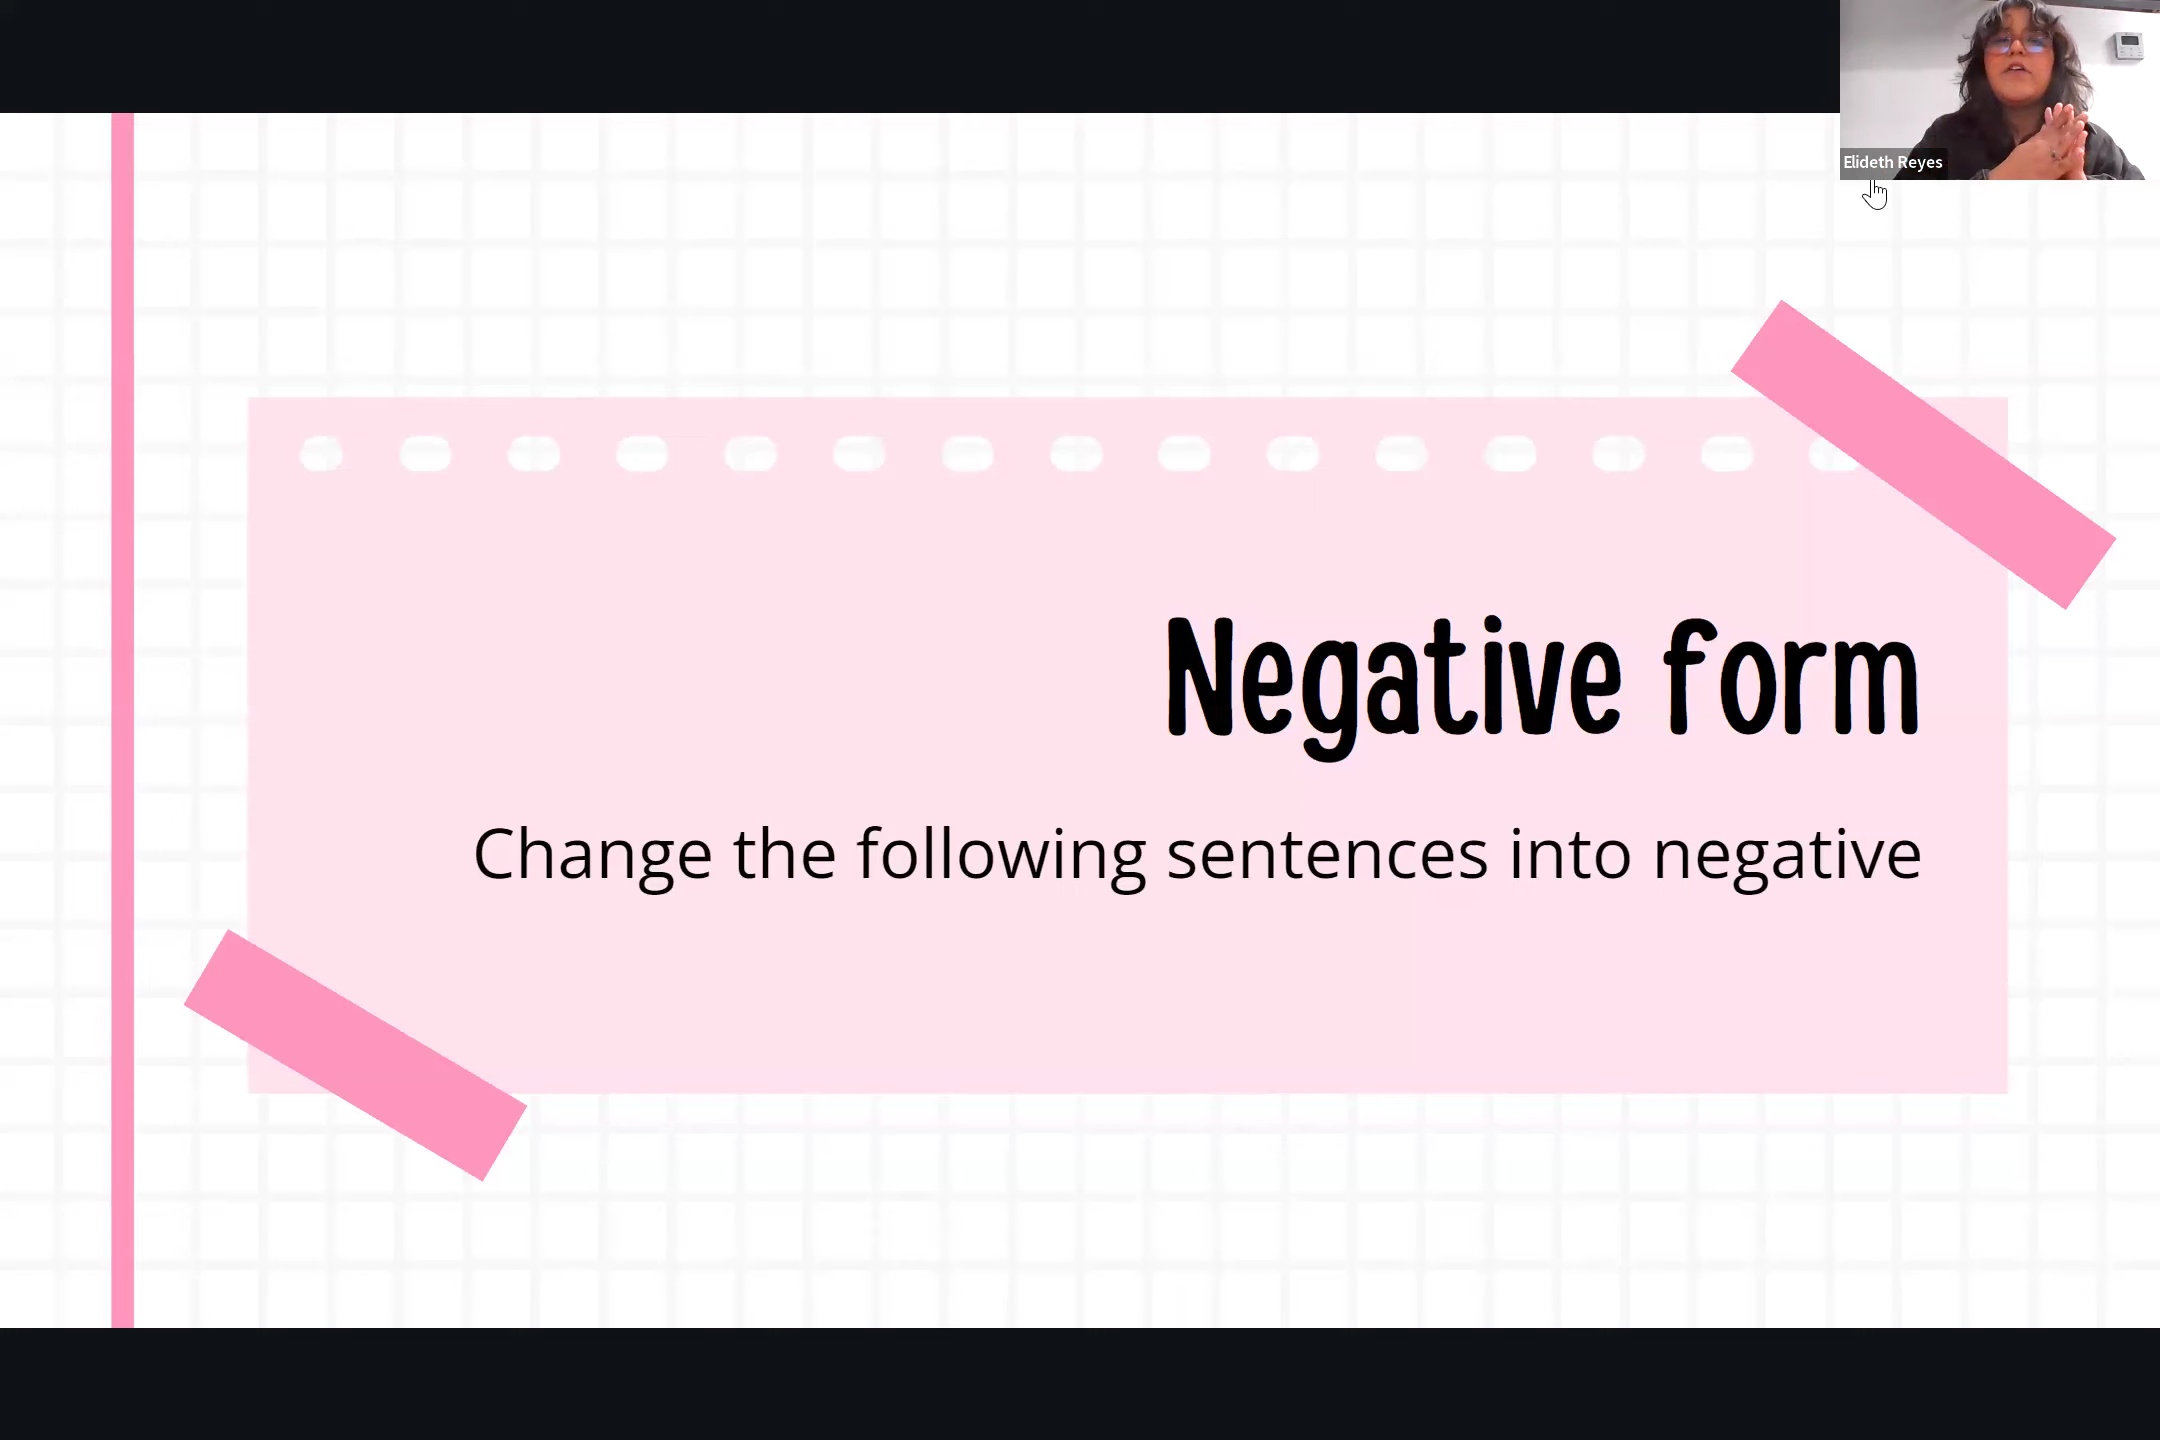 Elideth Reyes
Negative form
Change the following sentences into negative